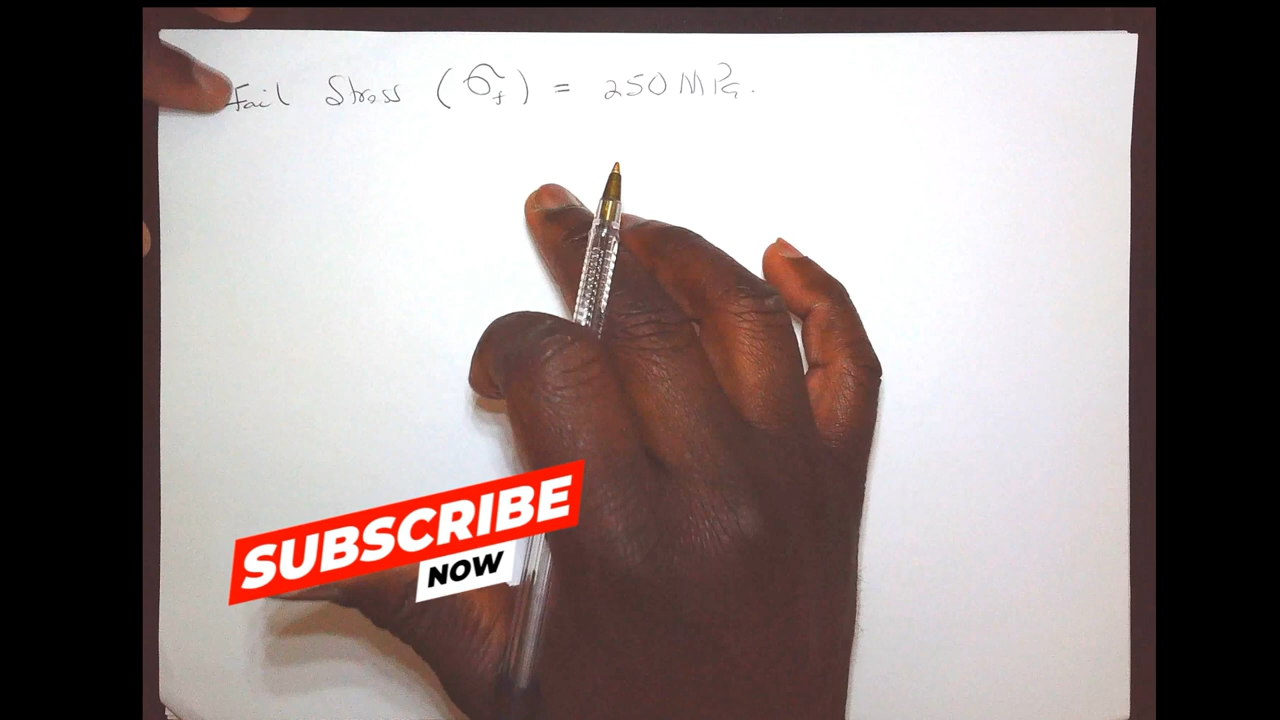 Fail Stress (σf) = 250 MPa.
SUBSCRIBE
NOW